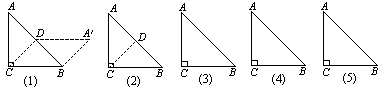 A A A A A
D A′ D
C B C B C B C B C B
(1) (2) (3) (4) (5)